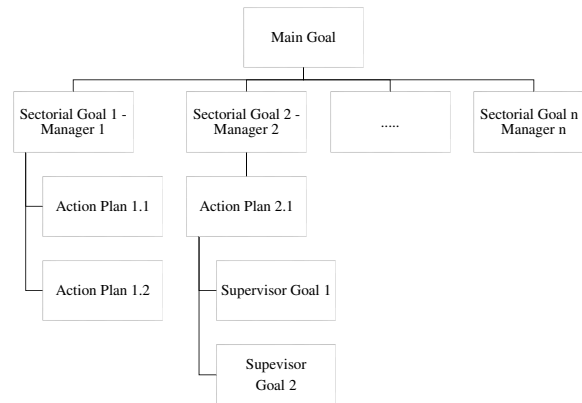 Main Goal
Sectorial Goal 1 -
Manager 1
Sectorial Goal 2 -
Manager 2
.....
Sectorial Goal n
Manager n
Action Plan 1.1
Action Plan 2.1
Action Plan 1.2
Supervisor Goal 1
Supevisor
Goal 2